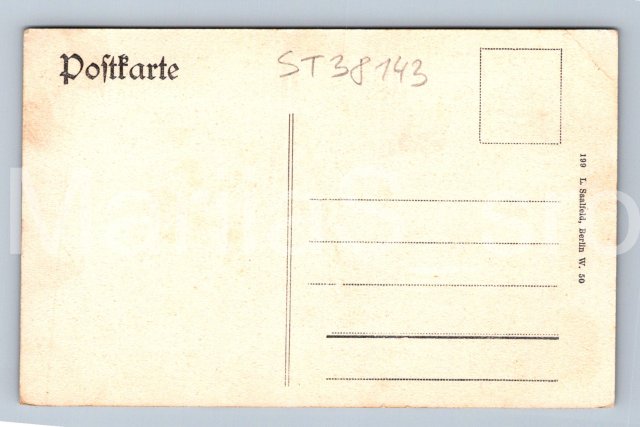 Postkarte
ST38143
199 L. Saalfeld, Berlin W. 50